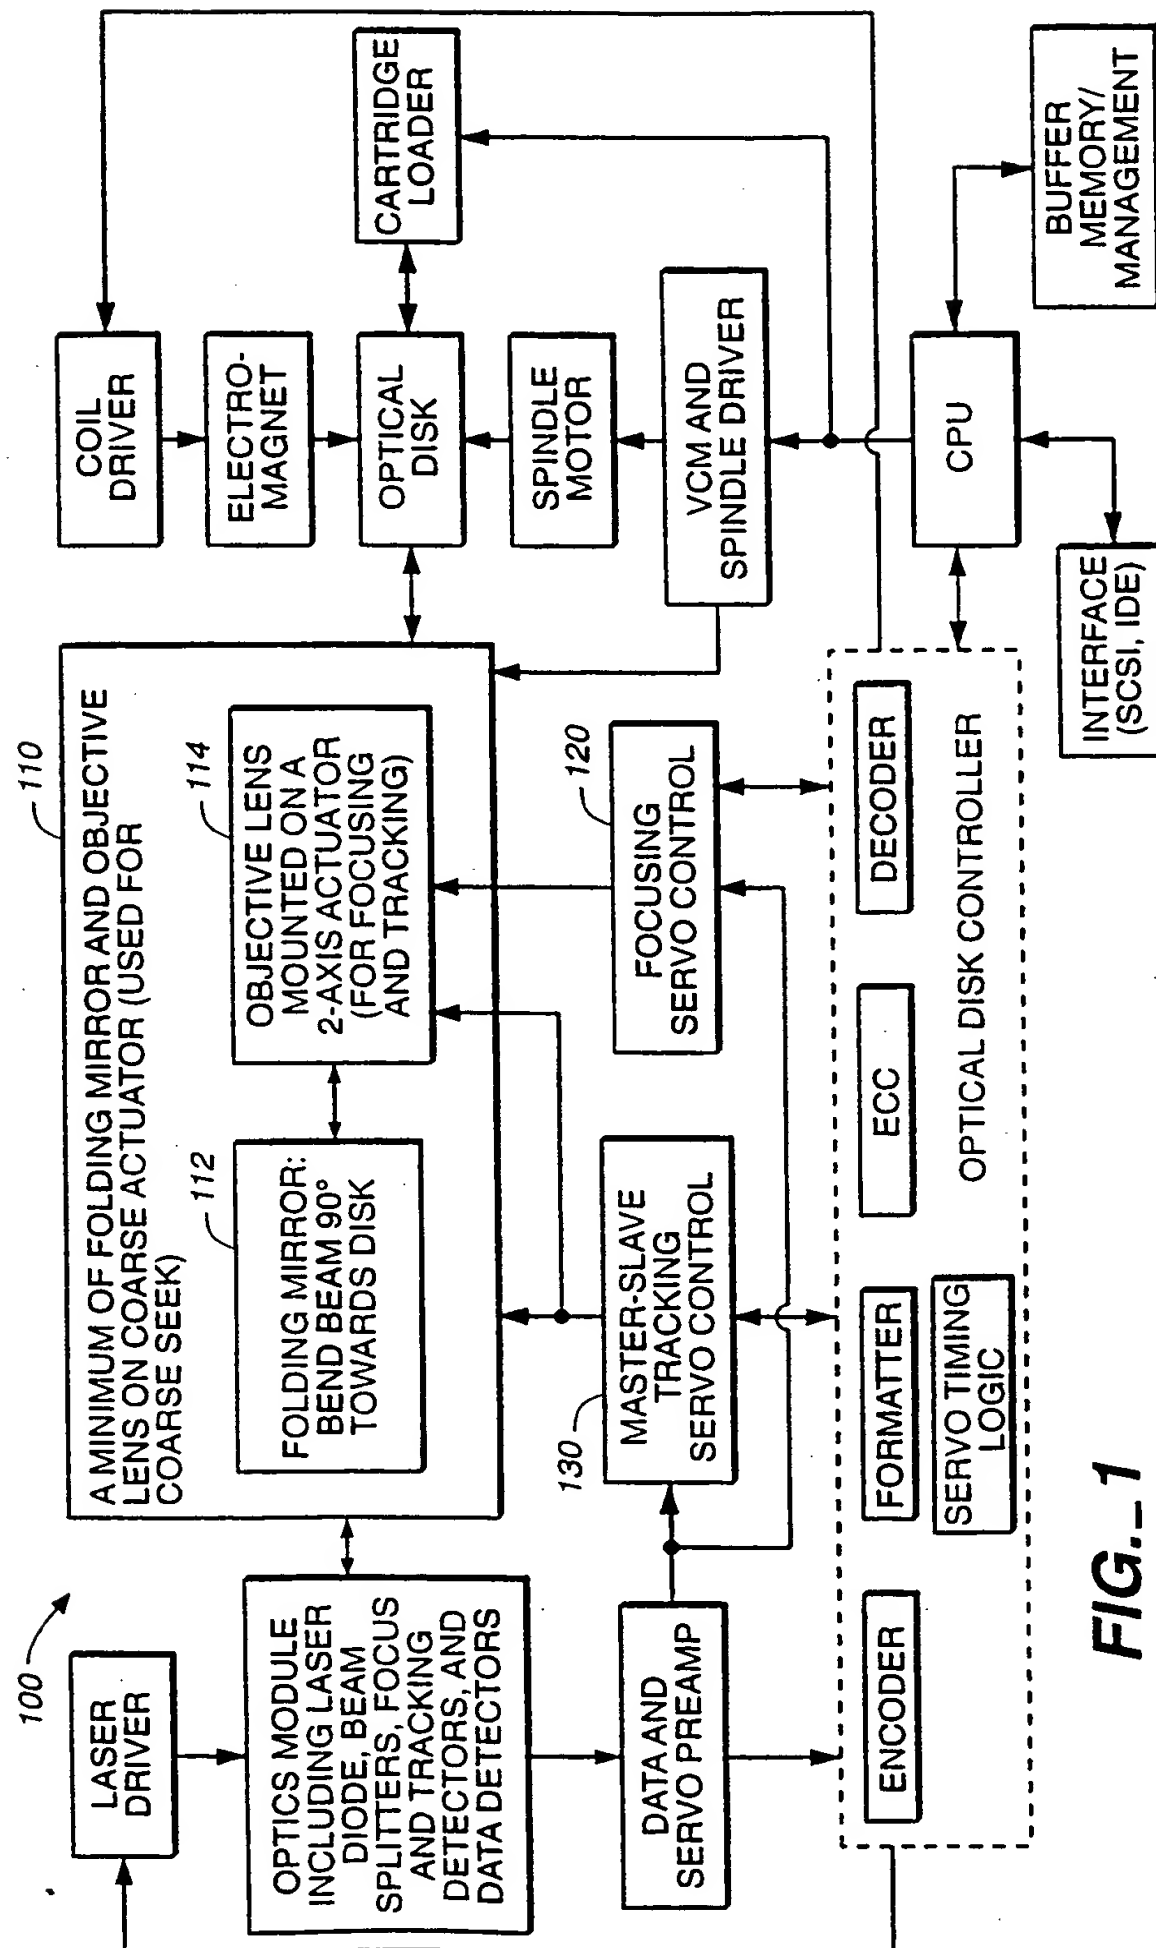 100
LASER
DRIVER
OPTICS MODULE
INCLUDING LASER
DIODE, BEAM
SPLITTERS, FOCUS
AND TRACKING
DETECTORS, AND
DATA DETECTORS
DATA AND
SERVO PREAMP
110
A MINIMUM OF FOLDING MIRROR AND OBJECTIVE
LENS ON COARSE ACTUATOR (USED FOR
COARSE SEEK)
112
FOLDING MIRROR:
BEND BEAM 90°
TOWARDS DISK
114
OBJECTIVE LENS
MOUNTED ON A
2-AXIS ACTUATOR
(FOR FOCUSING
AND TRACKING)
130
MASTER-SLAVE
TRACKING
SERVO CONTROL
120
FOCUSING
SERVO CONTROL
COIL
DRIVER
ELECTRO-
MAGNET
OPTICAL
DISK
SPINDLE
MOTOR
VCM AND
SPINDLE DRIVER
CARTRIDGE
LOADER
ENCODER
FORMATTER
SERVO TIMING
LOGIC
ECC
DECODER
OPTICAL DISK CONTROLLER
CPU
INTERFACE
(SCSI, IDE)
BUFFER
MEMORY/
MANAGEMENT
FIG._1